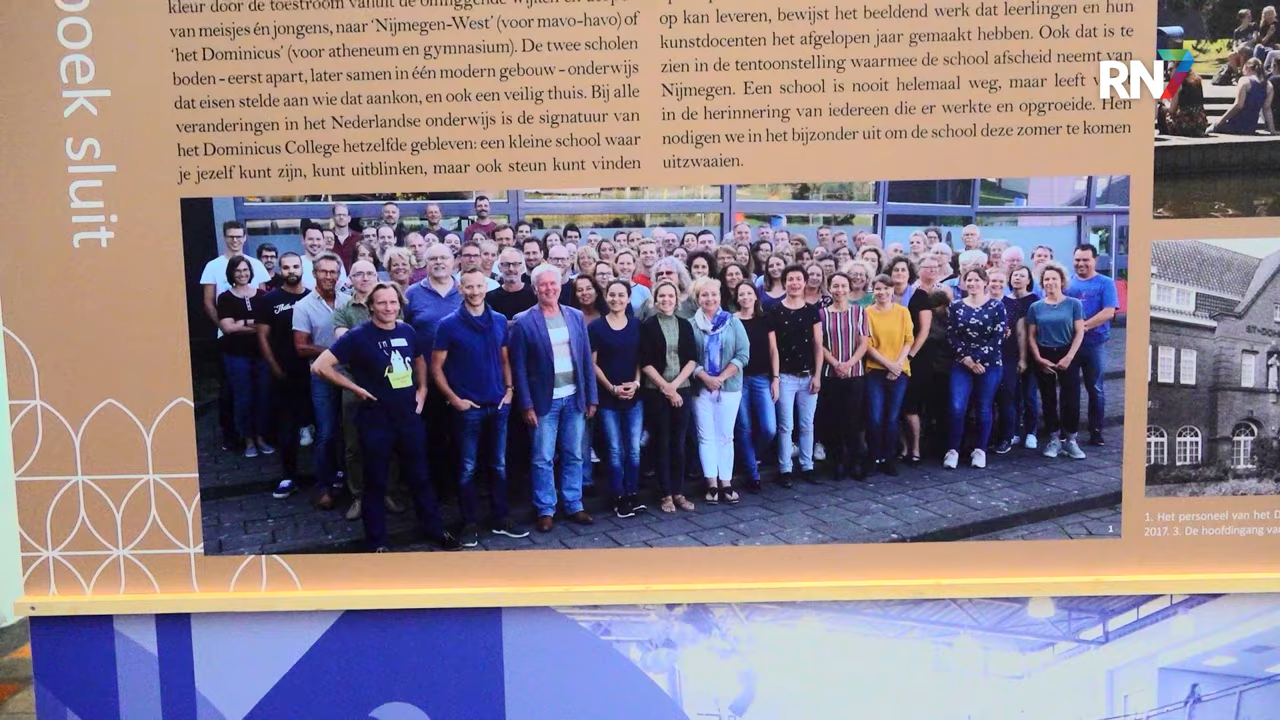 boek sluit
kleur door de toestroom vanuit de omliggende wijken en dorpen
van meisjes én jongens, naar ‘Nijmegen-West’ (voor mavo-havo) of
‘het Dominicus’ (voor atheneum en gymnasium). De twee scholen
boden – eerst apart, later samen in één modern gebouw – onderwijs
dat eisen stelde aan wie dat aankon, en ook een veilig thuis. Bij alle
veranderingen in het Nederlandse onderwijs is de signatuur van
het Dominicus College hetzelfde gebleven: een kleine school waar
je jezelf kunt zijn, kunt uitblinken, maar ook steun kunt vinden
op kan leveren, bewijst het beeldend werk dat leerlingen en hun
kunstdocenten het afgelopen jaar gemaakt hebben. Ook dat is te
zien in de tentoonstelling waarmee de school afscheid neemt van
Nijmegen. Een school is nooit helemaal weg, maar leeft
in de herinnering van iedereen die er werkte en opgroeide. Hen
nodigen we in het bijzonder uit om de school deze zomer te komen
uitzwaaien.
RN7
1
1. Het personeel van het D
2017. 3. De hoofdingang va